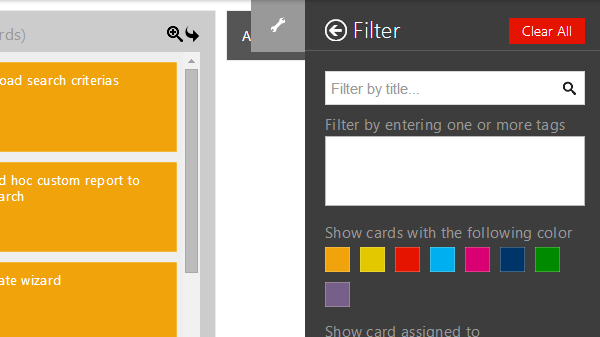 rds)
oad search criterias
d hoc custom report to
arch
ate wizard
A
Filter
Clear All
Filter by title...
Filter by entering one or more tags
Show cards with the following color
Show card assigned to